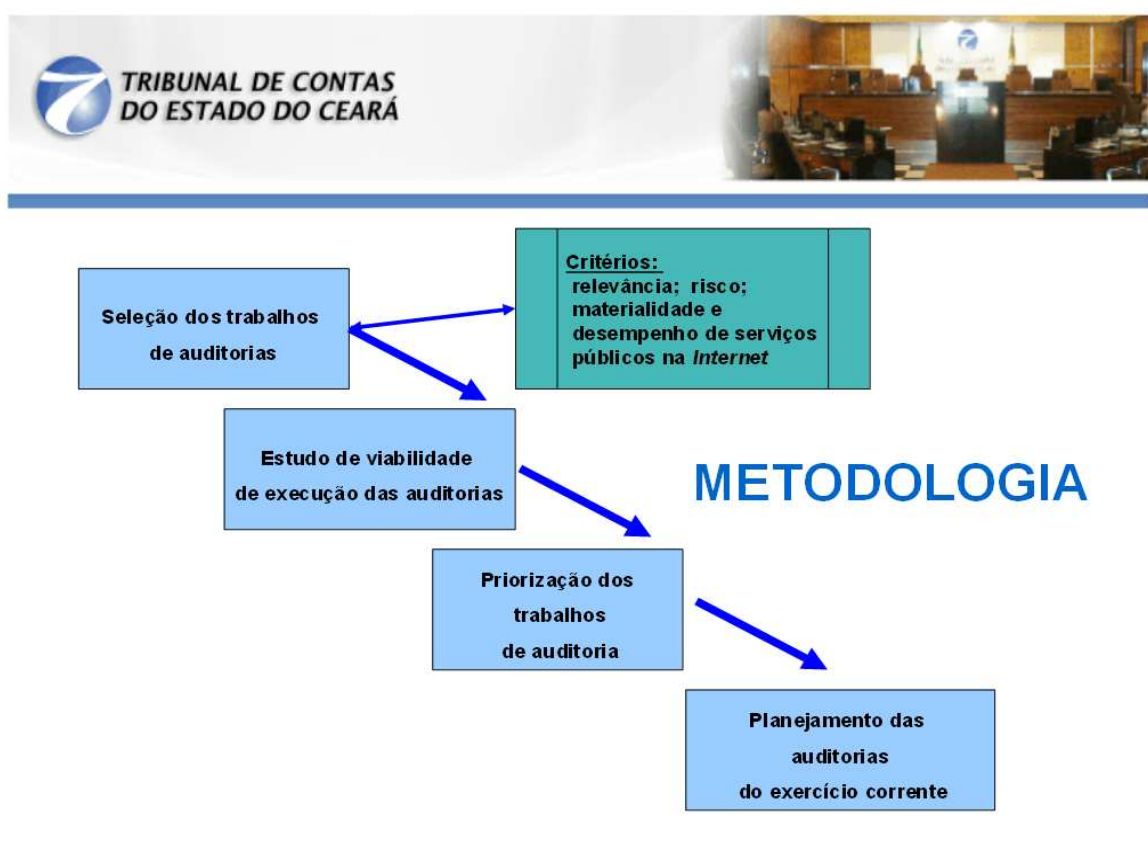 TRIBUNAL DE CONTAS
DO ESTADO DO CEARÁ
Critérios:
relevância; risco;
materialidade e
desempenho de serviços
públicos na Internet
Seleção dos trabalhos
de auditorias
Estudo de viabilidade
de execução das auditorias
METODOLOGIA
Priorização dos
trabalhos
de auditoria
Planejamento das
auditorias
do exercício corrente